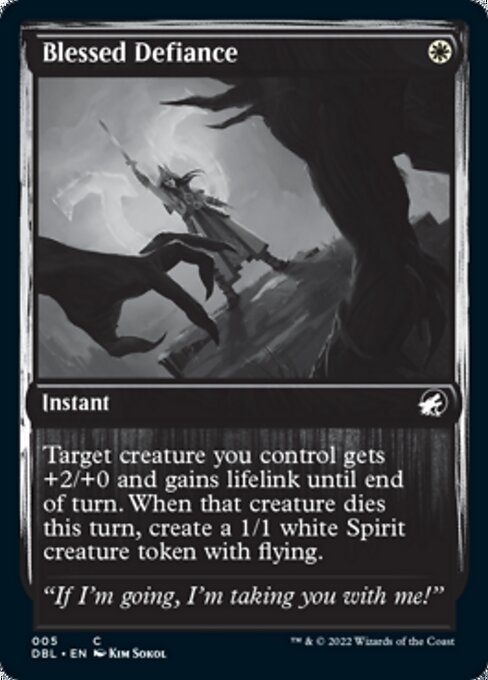 Blessed Defiance
Instant
Target creature you control gets
+2/+0 and gains lifelink until end
of turn. When that creature dies
this turn, create a 1/1 white Spirit
creature token with flying.
“If I’m going, I’m taking you with me!”
005 C
DBL • EN Kim Sokol
™ & © 2022 Wizards of the Coast